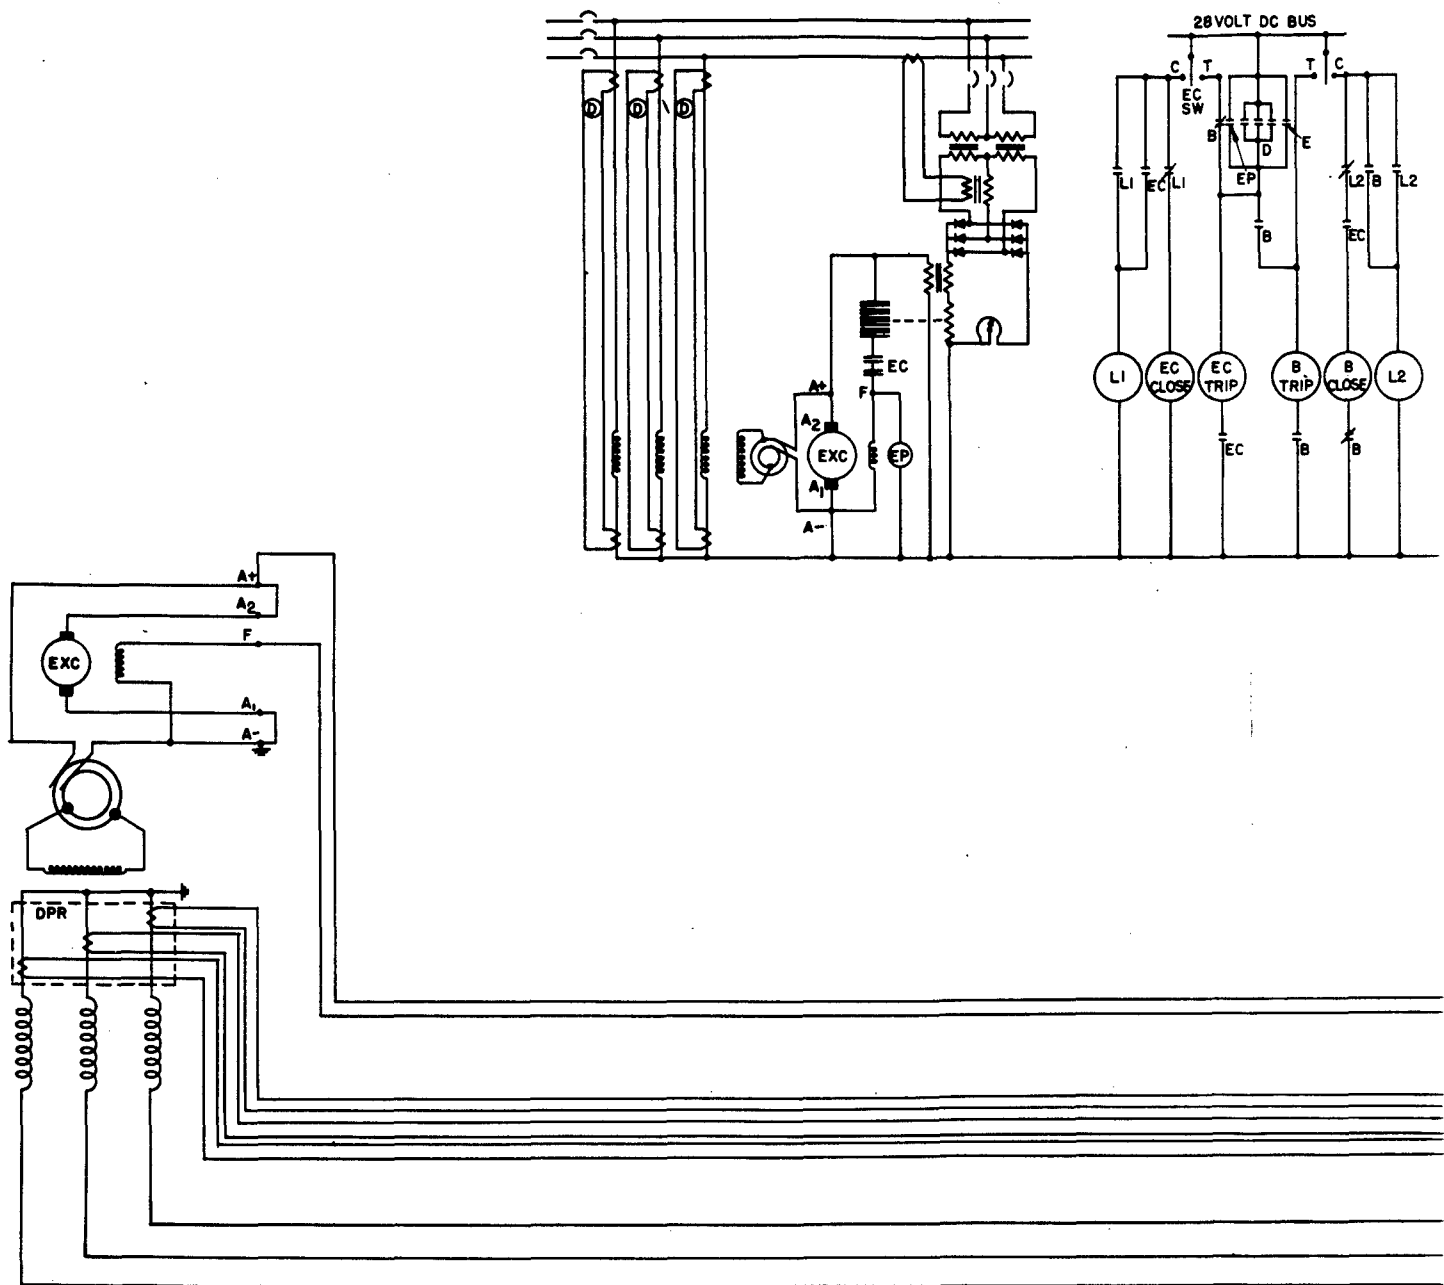 28 VOLT DC BUS
C T T C
EC
SW
D D D
B D E
EP
L1 EC L1 L2 B L2
B EC
EC
A+ F
A2
L1 EC
CLOSE EC
TRIP B
TRIP B
CLOSE L2
EXC EP
A1
A-
EC B B
A+
A2
F
EXC
A1
A-
DPR